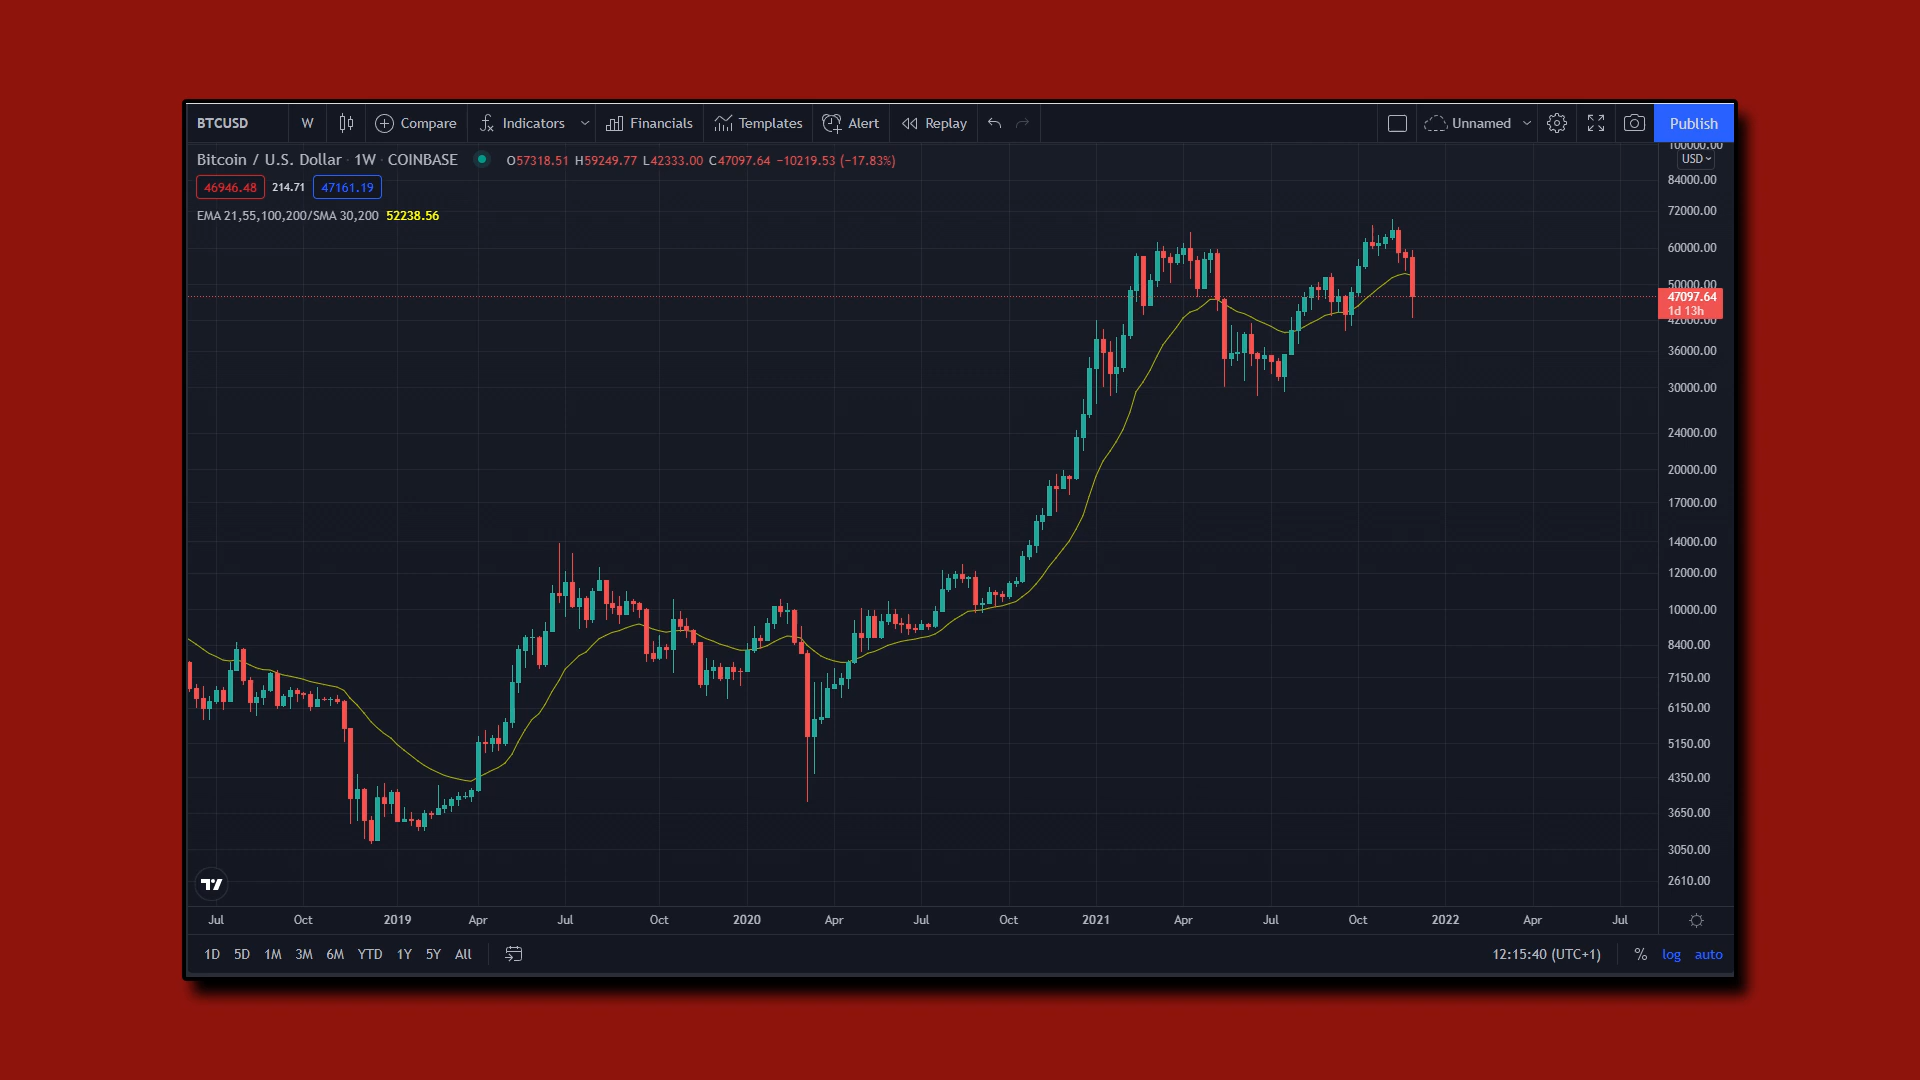 BTCUSD W Compare Indicators Financials Templates Alert Replay Unnamed Publish
Bitcoin / U.S. Dollar · 1W · COINBASE O57318.51 H59249.77 L42333.00 C47097.64 −10219.53 (−17.83%)
46946.48 214.71 47161.19
EMA 21,55,100,200/SMA 30,200 52238.56
100000.00
USD
84000.00
72000.00
60000.00
50000.00
47097.64
1d 13h
42000.00
36000.00
30000.00
24000.00
20000.00
17000.00
14000.00
12000.00
10000.00
8400.00
7150.00
6150.00
5150.00
4350.00
3650.00
3050.00
2610.00
Jul Oct 2019 Apr Jul Oct 2020 Apr Jul Oct 2021 Apr Jul Oct 2022 Apr Jul
1D 5D 1M 3M 6M YTD 1Y 5Y All 12:15:40 (UTC+1) % log auto